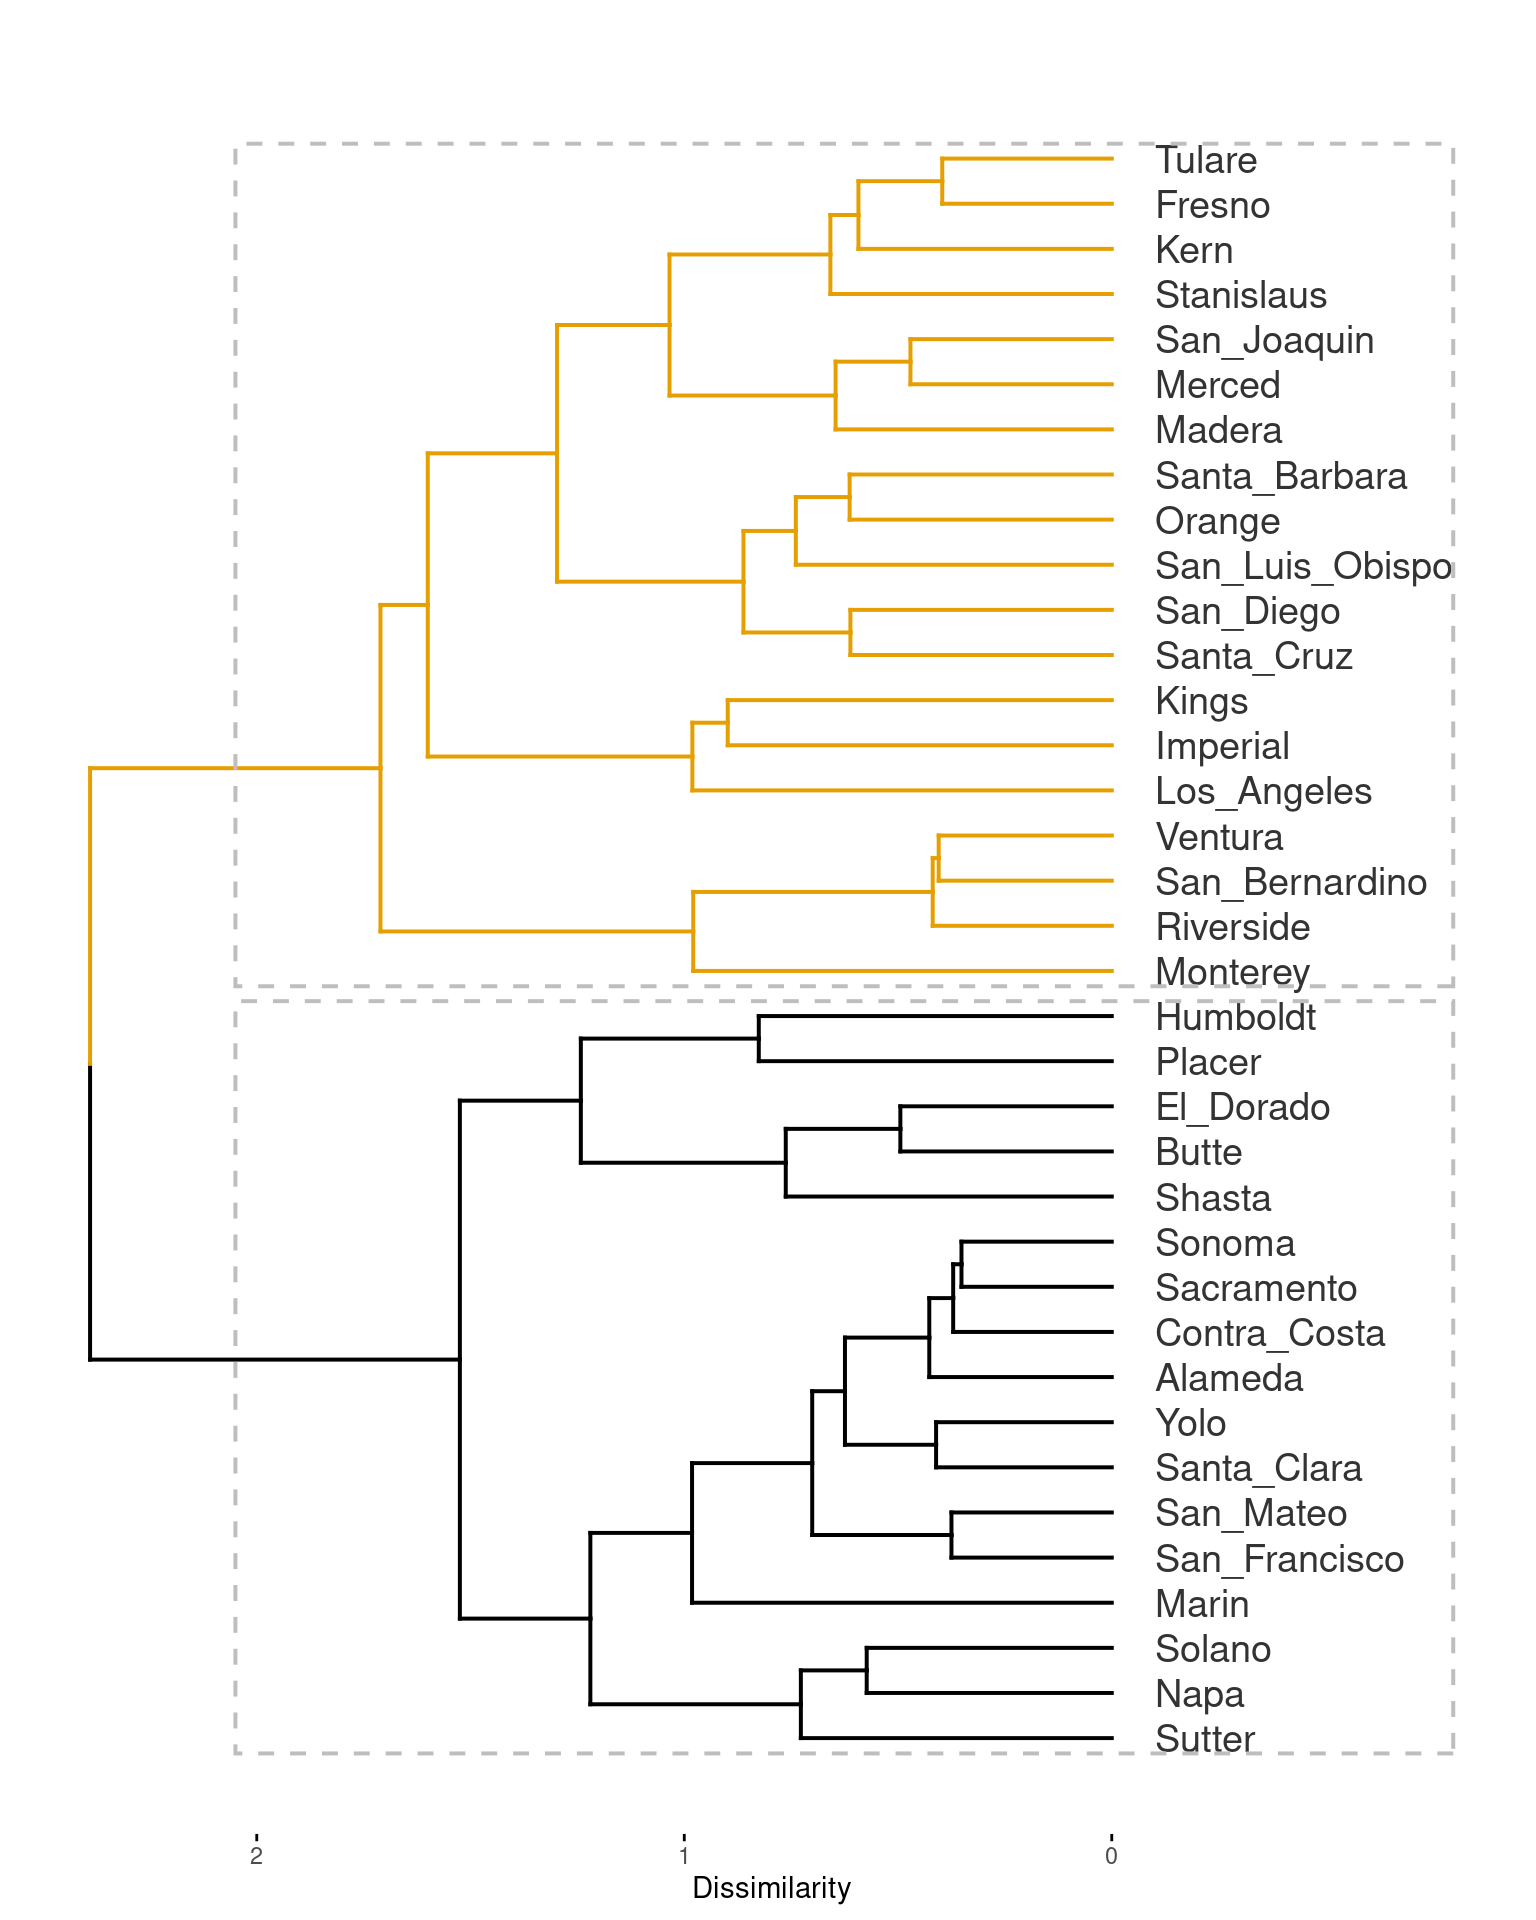 Tulare
Fresno
Kern
Stanislaus
San_Joaquin
Merced
Madera
Santa_Barbara
Orange
San_Luis_Obispo
San_Diego
Santa_Cruz
Kings
Imperial
Los_Angeles
Ventura
San_Bernardino
Riverside
Monterey
Humboldt
Placer
El_Dorado
Butte
Shasta
Sonoma
Sacramento
Contra_Costa
Alameda
Yolo
Santa_Clara
San_Mateo
San_Francisco
Marin
Solano
Napa
Sutter
2 1 0
Dissimilarity